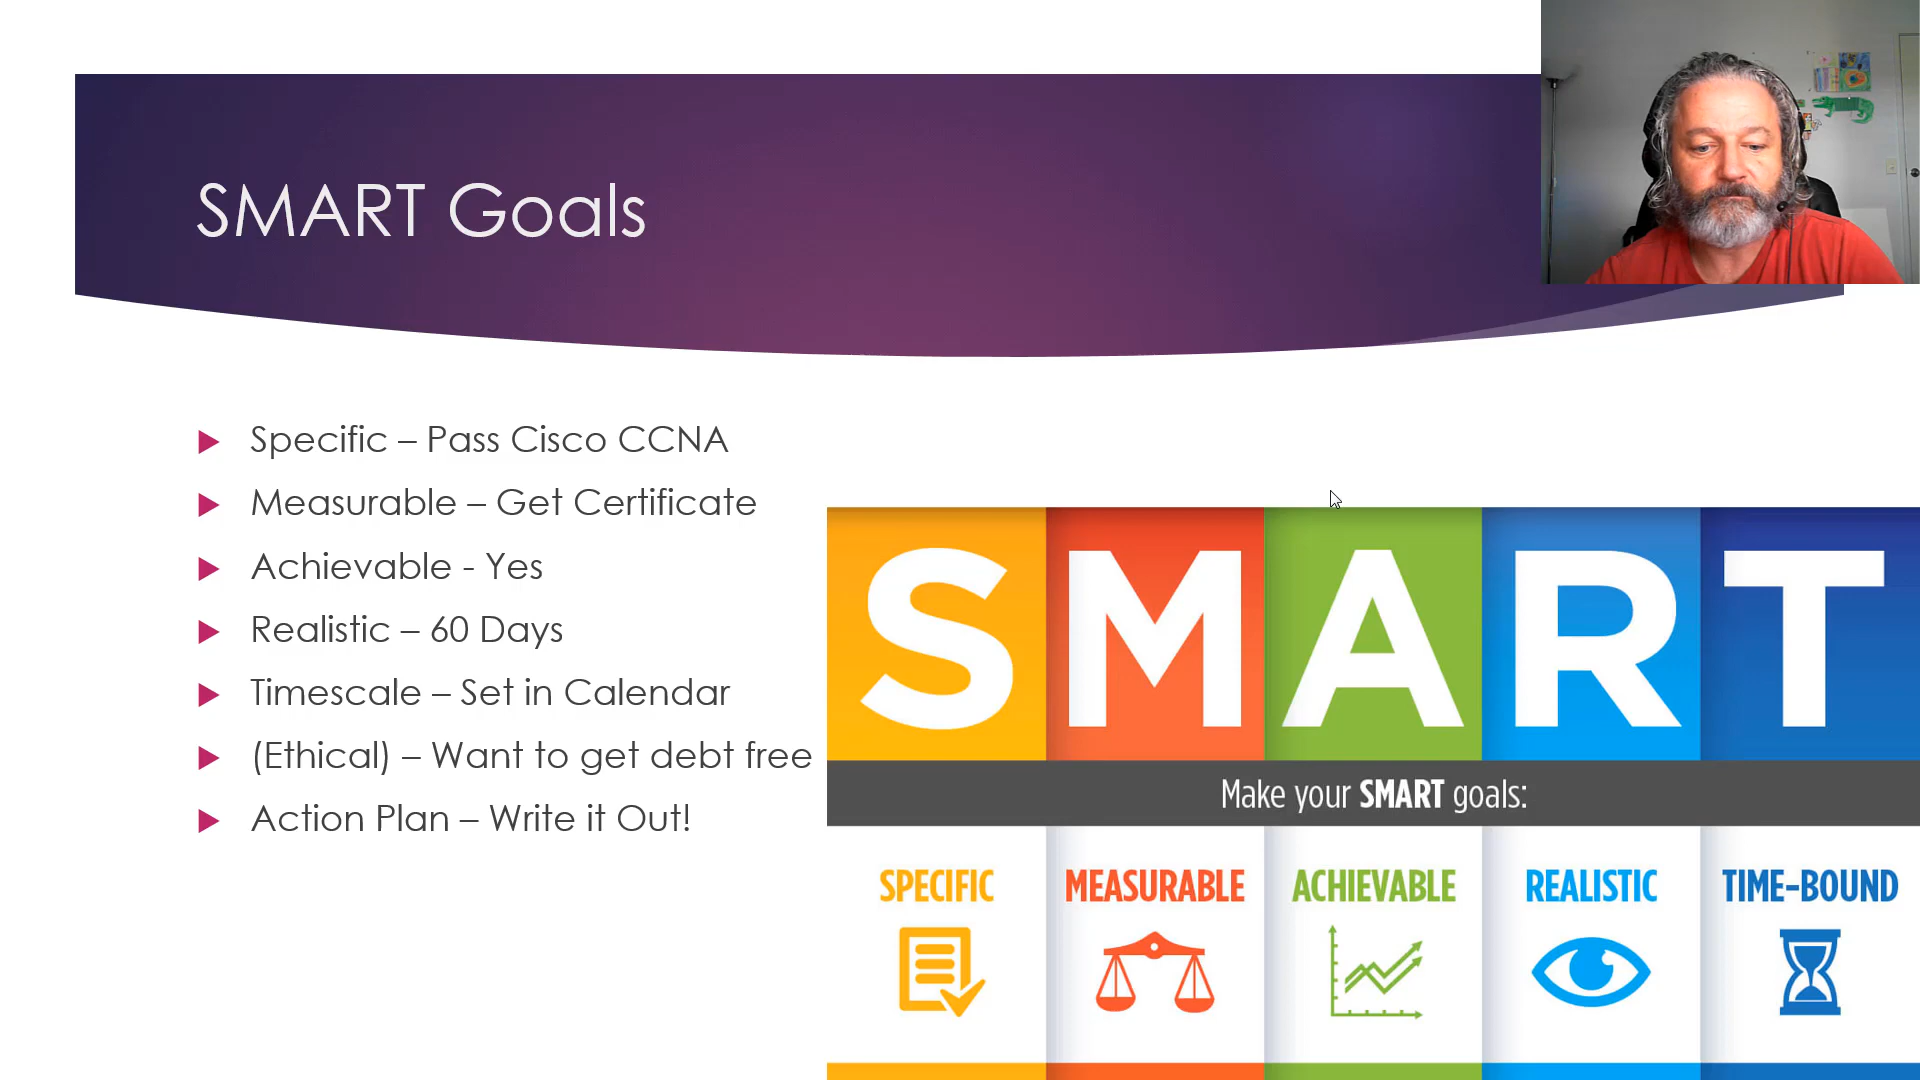 SMART Goals
Specific – Pass Cisco CCNA
Measurable – Get Certificate
Achievable - Yes
Realistic – 60 Days
Timescale – Set in Calendar
(Ethical) – Want to get debt free
Action Plan – Write it Out!
SMART
Make your SMART goals:
SPECIFIC MEASURABLE ACHIEVABLE REALISTIC TIME-BOUND